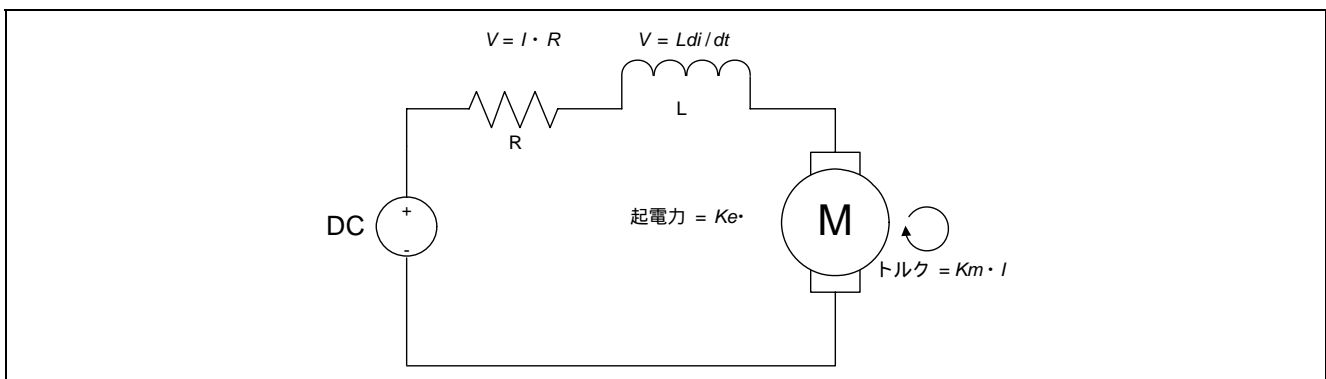 V = I・R
V = Ldi/dt
L
R
+
DC
-
起電力 = Ke・
M
トルク = Km・I